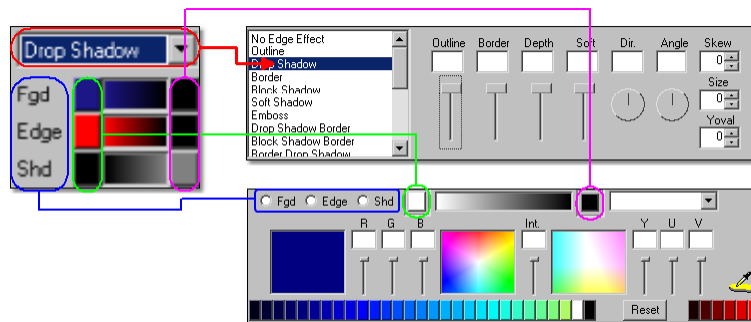 Drop Shadow
Fgd
Edge
Shd
No Edge Effect
Outline
Drop Shadow
Border
Block Shadow
Soft Shadow
Emboss
Drop Shadow Border
Block Shadow Border
Border Drop Shadow
Outline Border Depth Soft Dir. Angle Skew
0
Size
0
Yoval
0
Fgd Edge Shd
R G B Int. Y U V
Reset